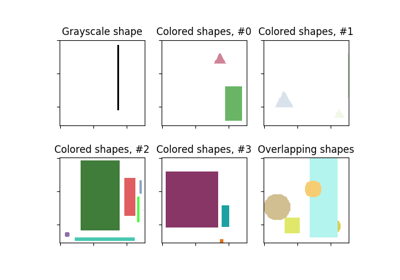 Grayscale shape
Colored shapes, #0
Colored shapes, #1
Colored shapes, #2
Colored shapes, #3
Overlapping shapes